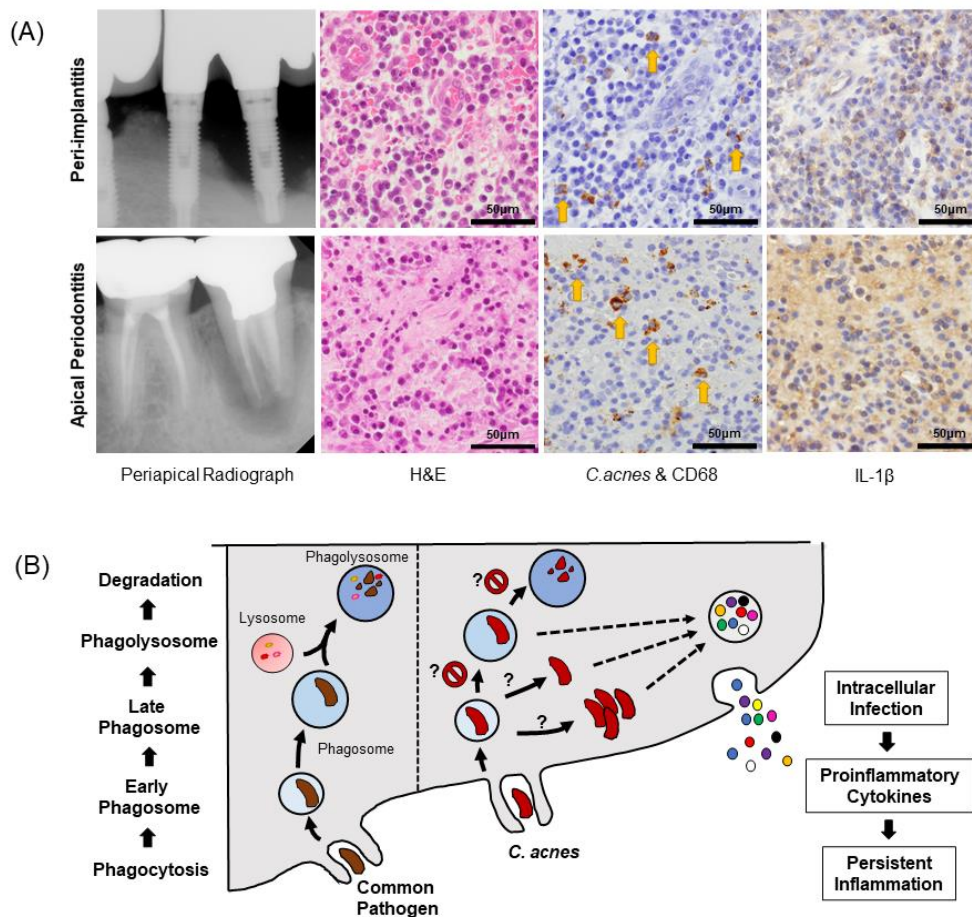 (A)
Peri-implantitis
50μm
50μm
50μm
Apical Periodontitis
50μm
50μm
50μm
Periapical Radiograph
H&E
C.acnes & CD68
IL-1β
(B)
Degradation
Phagolysosome
Late
Phagosome
Early
Phagosome
Phagocytosis
Phagolysosome
Lysosome
Phagosome
Common
Pathogen
?
?
?
?
C. acnes
Intracellular
Infection
Proinflammatory
Cytokines
Persistent
Inflammation